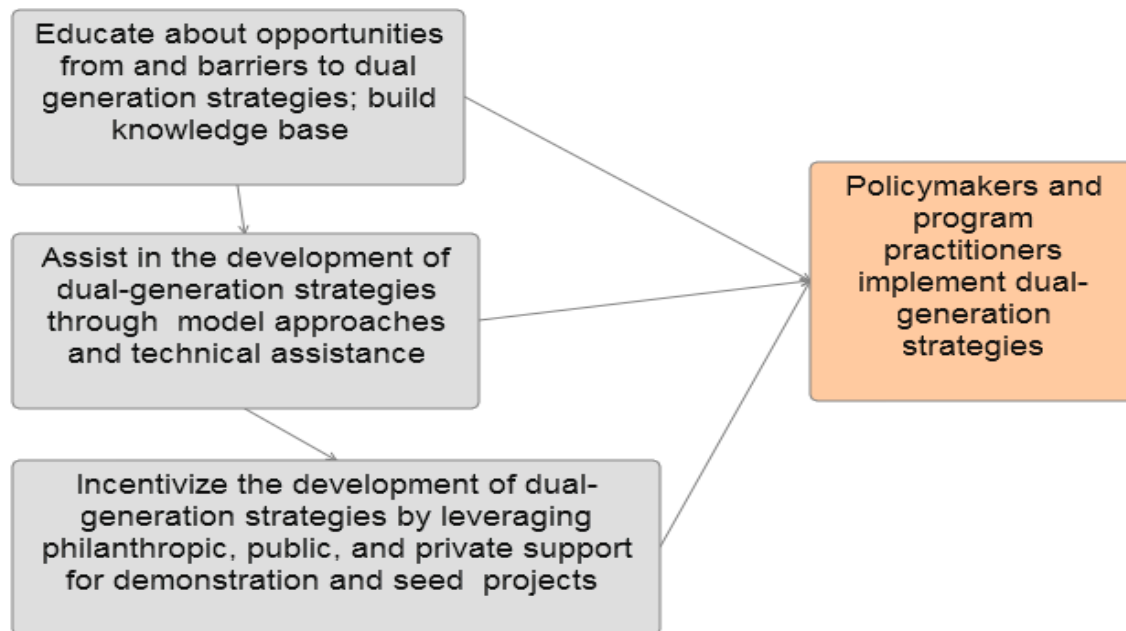 Educate about opportunities
from and barriers to dual
generation strategies; build
knowledge base
Assist in the development of
dual-generation strategies
through model approaches
and technical assistance
Incentivize the development of dual-
generation strategies by leveraging
philanthropic, public, and private support
for demonstration and seed projects
Policymakers and
program
practitioners
implement dual-
generation
strategies